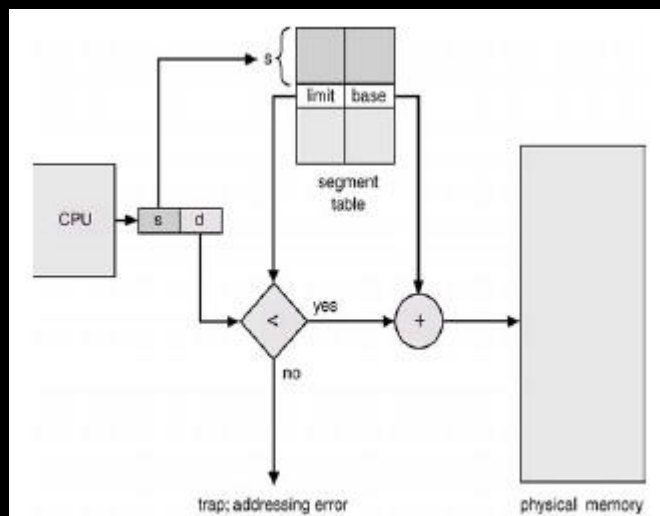 s
limit base
segment
table
CPU
s d
<
yes
+
no
trap; addressing error
physical memory